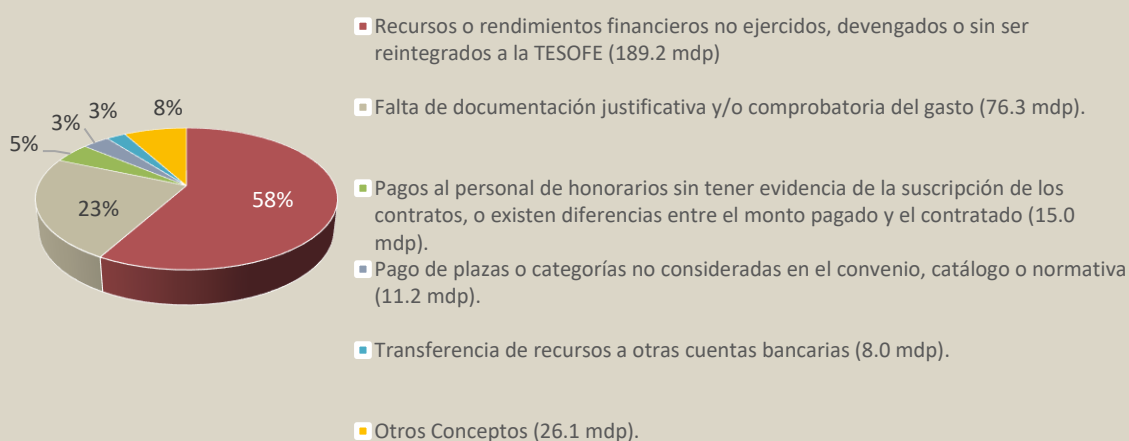 Recursos o rendimientos financieros no ejercidos, devengados o sin ser
reintegrados a la TESOFE (189.2 mdp)
Falta de documentación justificativa y/o comprobatoria del gasto (76.3 mdp).
Pagos al personal de honorarios sin tener evidencia de la suscripción de los
contratos, o existen diferencias entre el monto pagado y el contratado (15.0
mdp).
Pago de plazas o categorías no consideradas en el convenio, catálogo o normativa
(11.2 mdp).
Transferencia de recursos a otras cuentas bancarias (8.0 mdp).
Otros Conceptos (26.1 mdp).
58%
23%
5%
3%
3%
8%